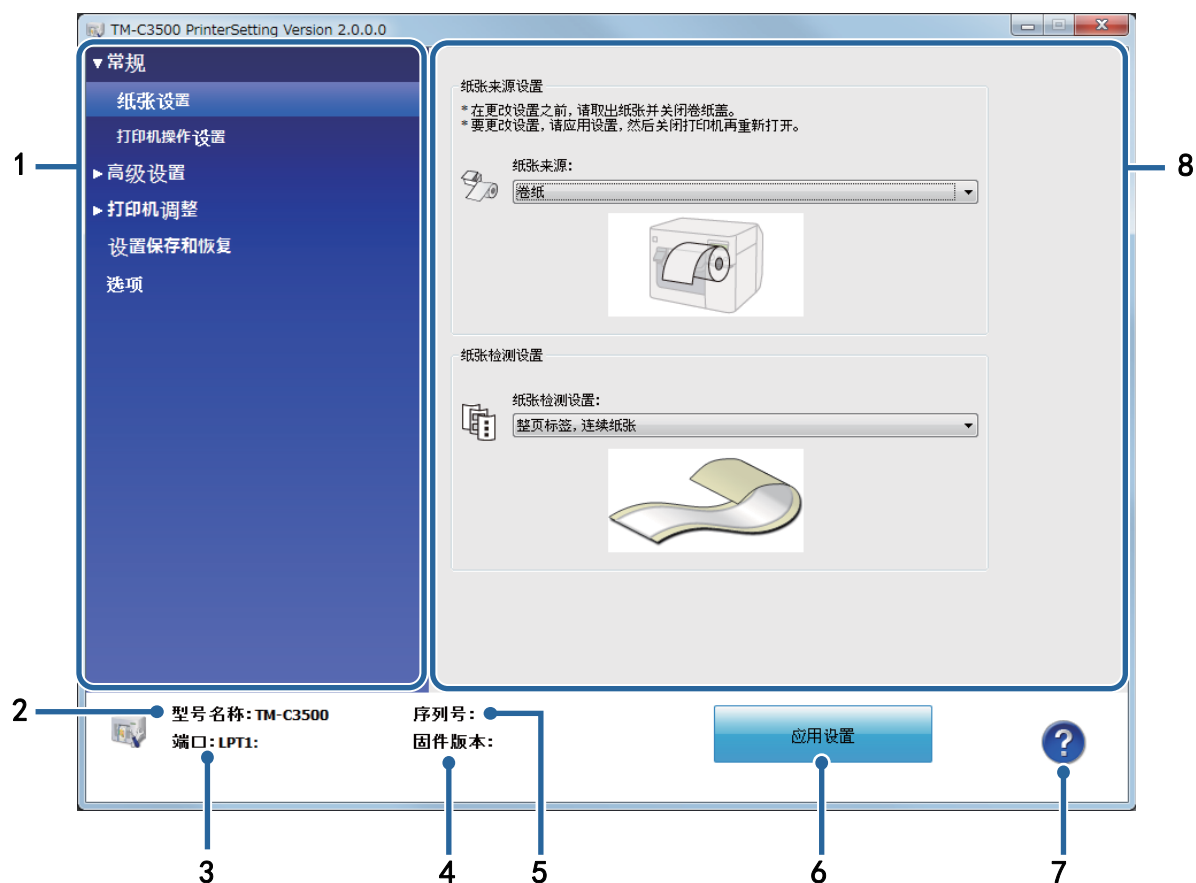 TM-C3500 PrinterSetting Version 2.0.0.0
▼常规
纸张设置
打印机操作设置
▶高级设置
▶打印机调整
设置保存和恢复
选项
纸张来源设置
*在更改设置之前,请取出纸张并关闭卷纸盖。
*要更改设置,请应用设置,然后关闭打印机再重新打开。
纸张来源:
卷纸
纸张检测设置
纸张检测设置:
整页标签,连续纸张
1
8
2
型号名称:TM-C3500
序列号:
端口:LPT1:
固件版本:
应用设置
?
3
4
5
6
7